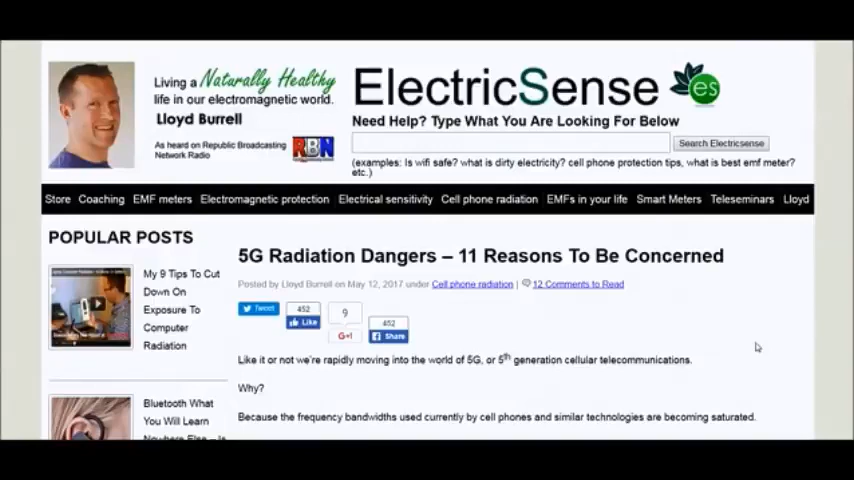 Living a Naturally Healthy
life in our electromagnetic world.
Lloyd Burrell
As heard on Republic Broadcasting
Network Radio
RBN
ElectricSense
es
Need Help? Type What You Are Looking For Below
Search Electricsense
(examples: Is wifi safe? what is dirty electricity? cell phone protection tips, what is best emf meter?
etc.)
Store Coaching EMF meters Electromagnetic protection Electrical sensitivity Cell phone radiation EMFs in your life Smart Meters Teleseminars Lloyd
POPULAR POSTS
My 9 Tips To Cut
Down On
Exposure To
Computer
Radiation
Bluetooth What
You Will Learn
Nowhere Else – Is
5G Radiation Dangers – 11 Reasons To Be Concerned
Posted by Lloyd Burrell on May 12, 2017 under Cell phone radiation | 12 Comments to Read
Tweet
452
Like
9
G+1
452
Share
Like it or not we're rapidly moving into the world of 5G, or 5th generation cellular telecommunications.
Why?
Because the frequency bandwidths used currently by cell phones and similar technologies are becoming saturated.